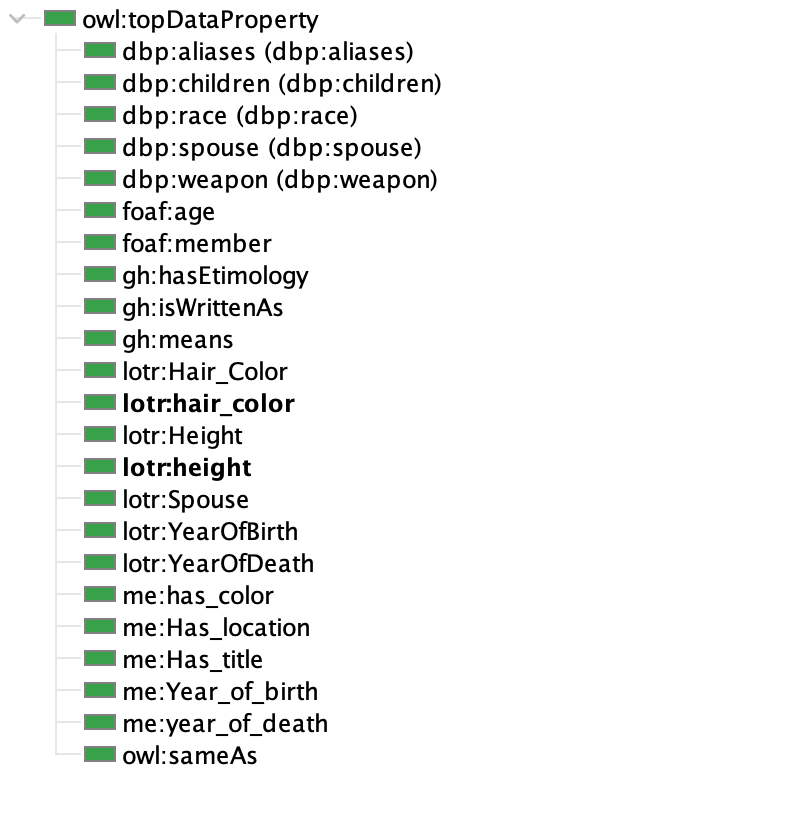 owl:topDataProperty
dbp:aliases (dbp:aliases)
dbp:children (dbp:children)
dbp:race (dbp:race)
dbp:spouse (dbp:spouse)
dbp:weapon (dbp:weapon)
foaf:age
foaf:member
gh:hasEtimology
gh:isWrittenAs
gh:means
lotr:Hair_Color
lotr:hair_color
lotr:Height
lotr:height
lotr:Spouse
lotr:YearOfBirth
lotr:YearOfDeath
me:has_color
me:Has_location
me:Has_title
me:Year_of_birth
me:year_of_death
owl:sameAs